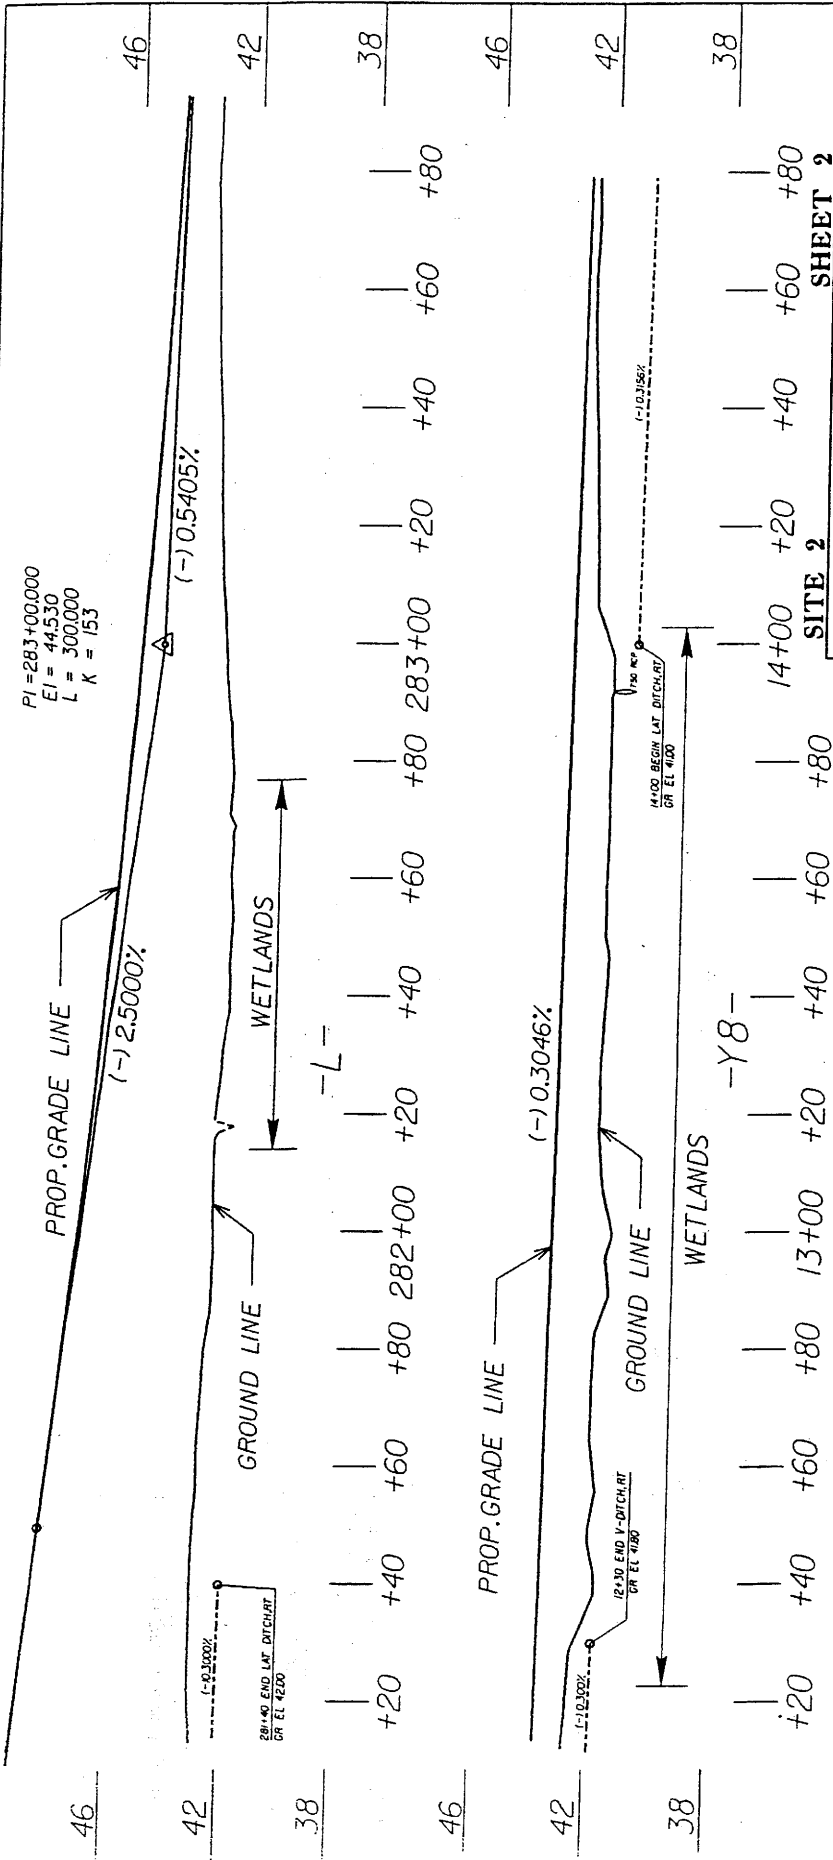 46
42
38
PI = 283+00.000
EI = 44.530
L = 300.000
K = 153
PROP. GRADE LINE
(-) 2.5000%
(-) 0.5405%
(-) 0.3000%
281+40 END LAT DITCH,RT
GR EL 42.00
GROUND LINE
WETLANDS
-L-
46
42
38
+20
+40
+60
+80
282+00
+20
+40
+60
+80
283+00
+20
+40
+60
+80
46
42
38
PROP. GRADE LINE
(-) 0.3046%
(-) 0.300%
12+30 END V-DITCH,RT
GR EL 41.80
GROUND LINE
WETLANDS
-Y8-
750 RCP
14+00 BEGIN LAT DITCH,RT
GR EL 41.00
(-) 0.3156%
46
42
38
+20
+40
+60
+80
13+00
+20
+40
+60
+80
14+00
+20
+40
+60
+80
SITE 2
SHEET 2